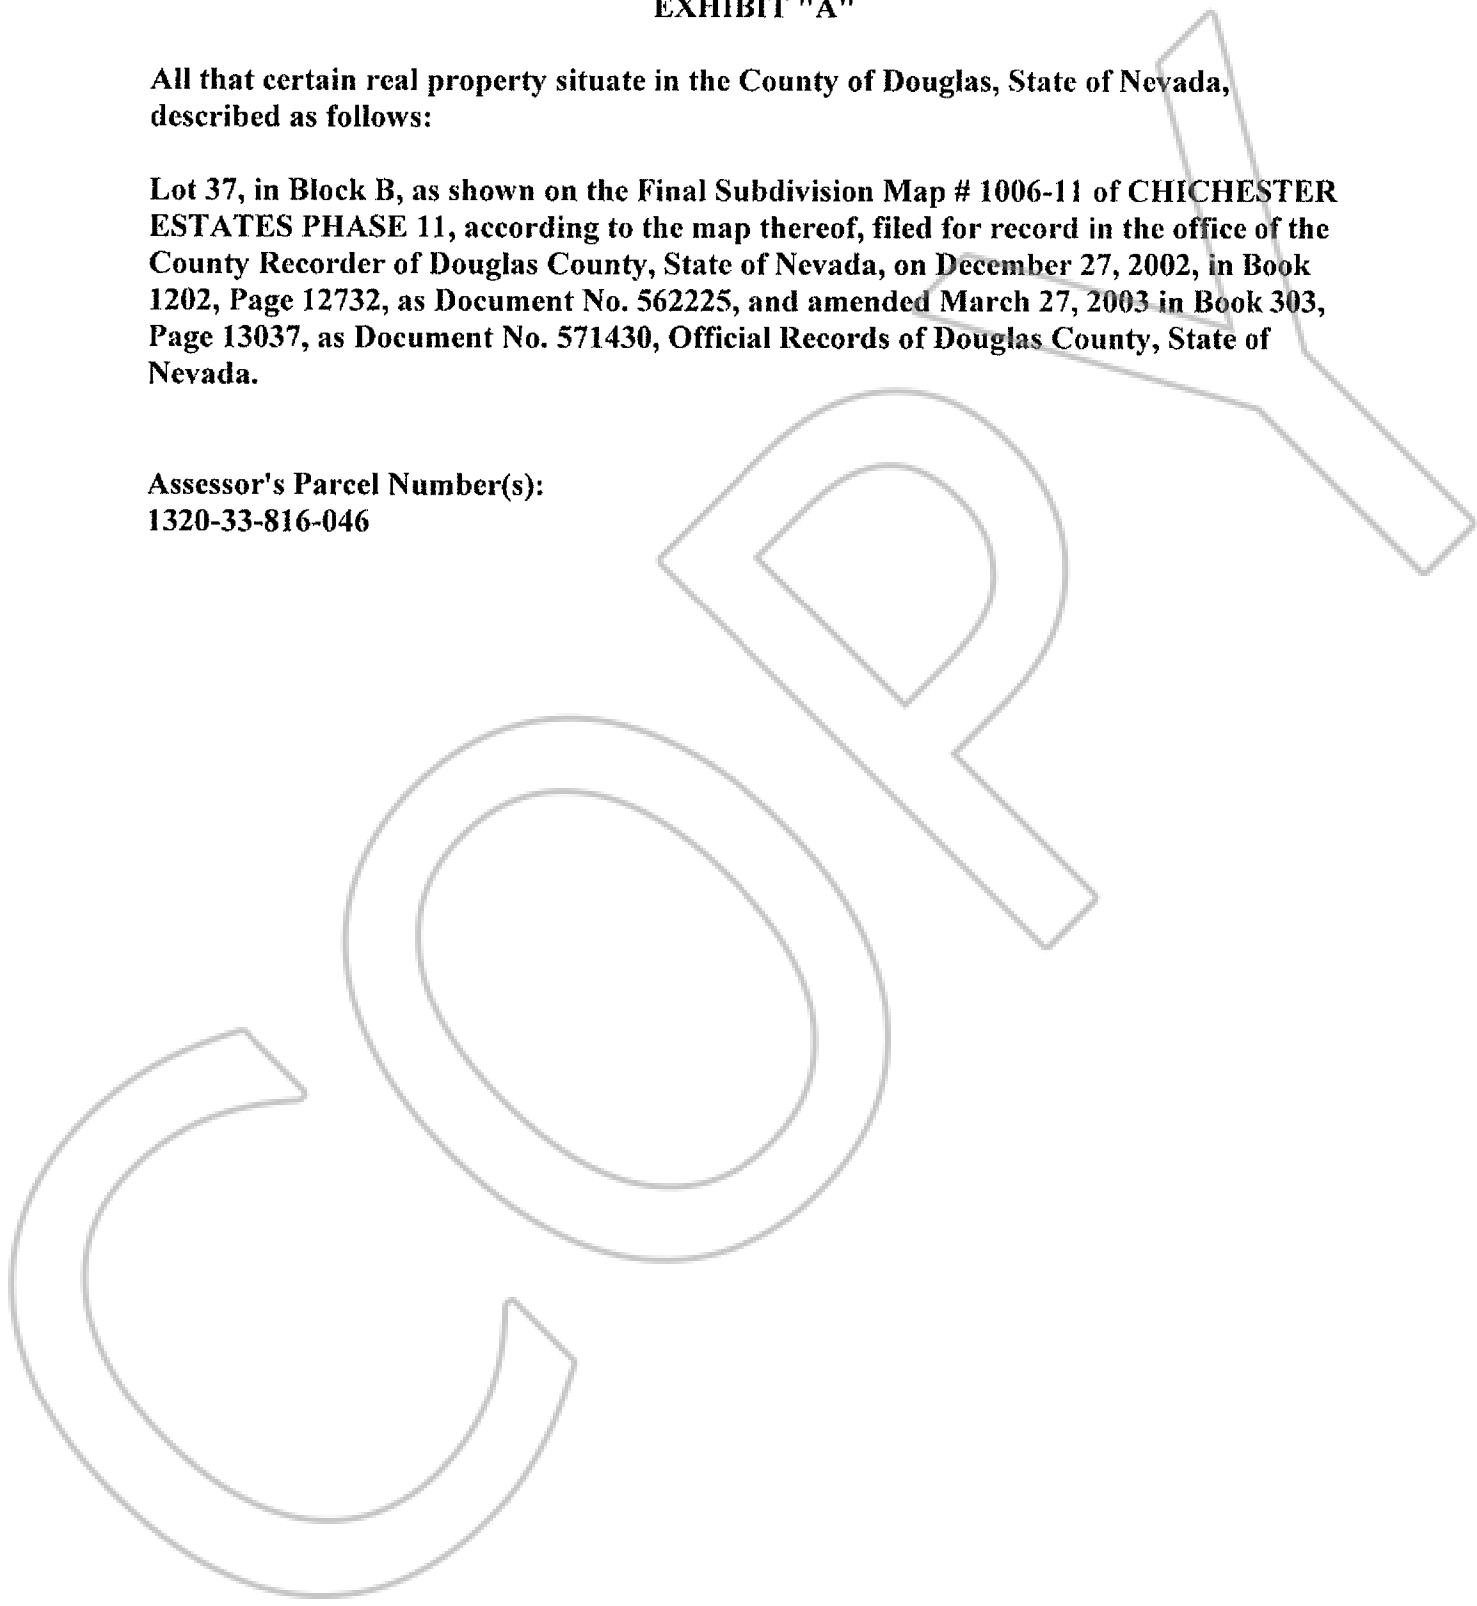 EXHIBIT "A"
All that certain real property situate in the County of Douglas, State of Nevada,
described as follows:
Lot 37, in Block B, as shown on the Final Subdivision Map # 1006-11 of CHICHESTER
ESTATES PHASE 11, according to the map thereof, filed for record in the office of the
County Recorder of Douglas County, State of Nevada, on December 27, 2002, in Book
1202, Page 12732, as Document No. 562225, and amended March 27, 2003 in Book 303,
Page 13037, as Document No. 571430, Official Records of Douglas County, State of
Nevada.
Assessor's Parcel Number(s):
1320-33-816-046
COPY